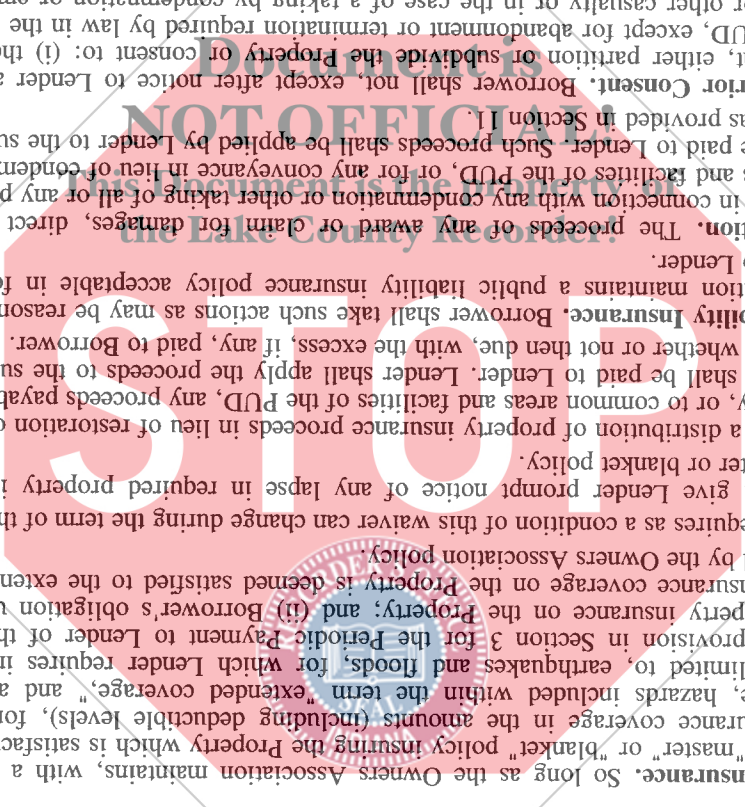 Document is
NOT OFFICIAL!
This Document is the property of
the Lake County Recorder!
STOP
RECORDER
SEAL
INDIANA
nsurance. So long as the Owners Association maintains, with a
"master" or "blanket" policy insuring the Property which is satisfac
urance coverage in the amounts (including deductible levels), for
e, hazards included within the term "extended coverage," and a
limited to, earthquakes and floods, for which Lender requires in
provision in Section 3 for the Periodic Payment to Lender of th
perty insurance on the Property; and (ii) Borrower's obligation u
nsurance coverage on the Property is deemed satisfied to the exten
d by the Owners Association policy.
equires as a condition of this waiver can change during the term of th
give Lender prompt notice of any lapse in required property i
ter or blanket policy.
a distribution of property insurance proceeds in lieu of restoration o
y, or to common areas and facilities of the PUD, any proceeds payab
shall be paid to Lender. Lender shall apply the proceeds to the su
whether or not then due, with the excess, if any, paid to Borrower.
bility Insurance. Borrower shall take such actions as may be reason
tion maintains a public liability insurance policy acceptable in fo
o Lender.
tion. The proceeds of any award or claim for damages, direct
in connection with any condemnation or other taking of all or any p
s and facilities of the PUD, or for any conveyance in lieu of condem
e paid to Lender. Such proceeds shall be applied by Lender to the su
as provided in Section 11.
rior Consent. Borrower shall not, except after notice to Lender a
t, either partition or subdivide the Property or consent to: (i) the
UD, except for abandonment or termination required by law in the
r other casualty or in the case of a taking by condemnation or em